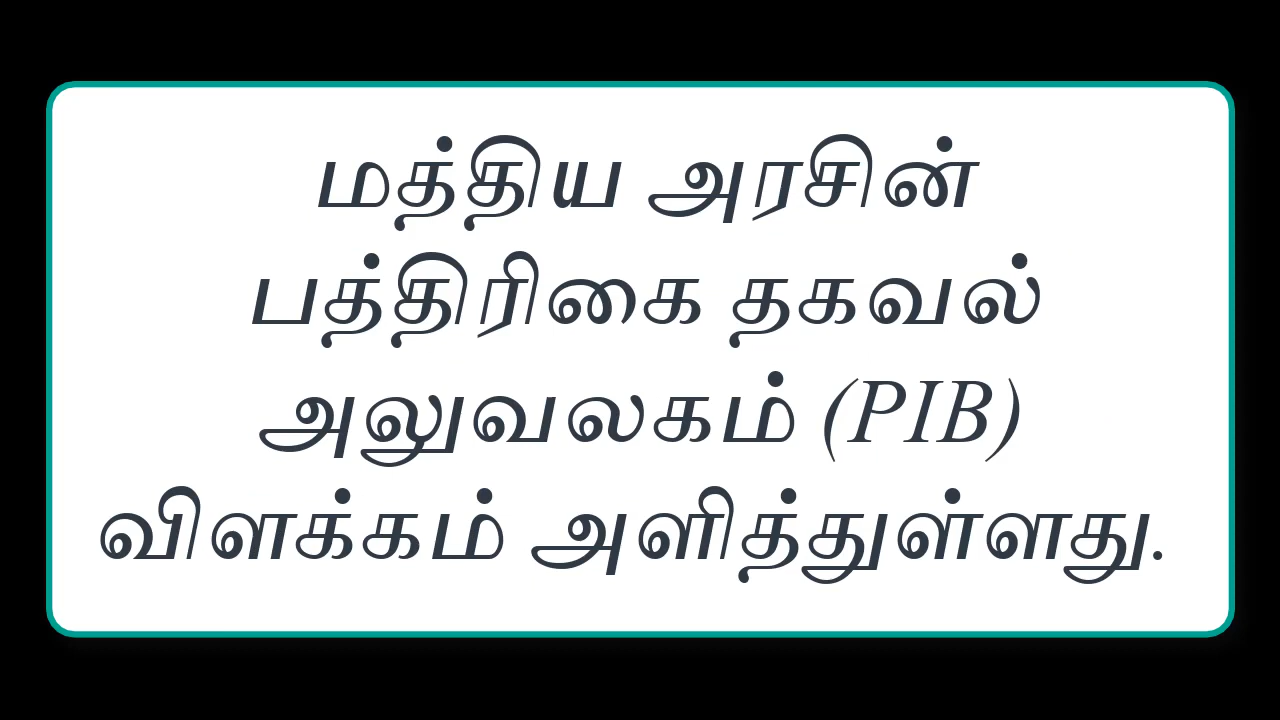 மத்திய அரசின்
பத்திரிகை தகவல்
அலுவலகம் (PIB)
விளக்கம் அளித்துள்ளது.